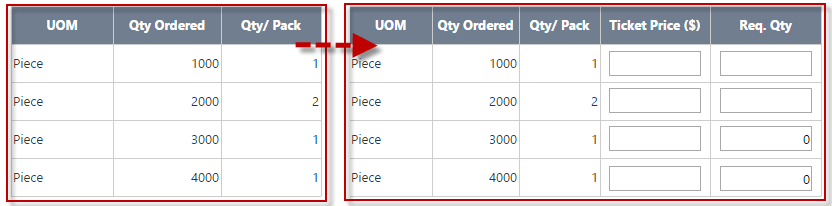 UOM Qty Ordered Qty/ Pack
Piece 1000 1
Piece 2000 2
Piece 3000 1
Piece 4000 1
UOM Qty Ordered Qty/ Pack Ticket Price ($) Req. Qty
Piece 1000 1
Piece 2000 2
Piece 3000 1 0
Piece 4000 1 0